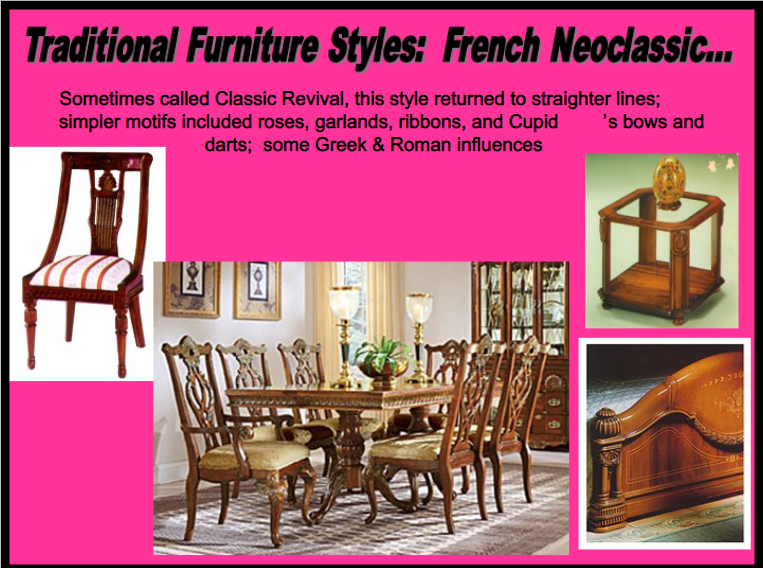 Traditional Furniture Styles: French Neoclassic...
Sometimes called Classic Revival, this style returned to straighter lines;
simpler motifs included roses, garlands, ribbons, and Cupid ’s bows and
darts; some Greek & Roman influences